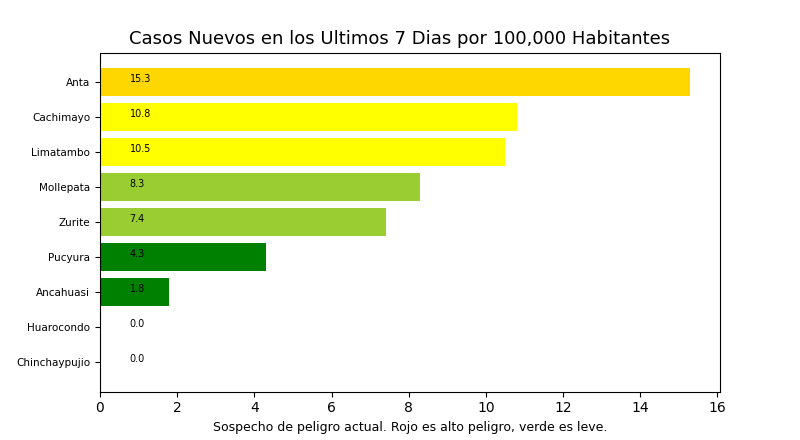 Casos Nuevos en los Ultimos 7 Dias por 100,000 Habitantes
Anta 15.3
Cachimayo 10.8
Limatambo 10.5
Mollepata 8.3
Zurite 7.4
Pucyura 4.3
Ancahuasi 1.8
Huarocondo 0.0
Chinchaypujio 0.0
0 2 4 6 8 10 12 14 16
Sospecho de peligro actual. Rojo es alto peligro, verde es leve.